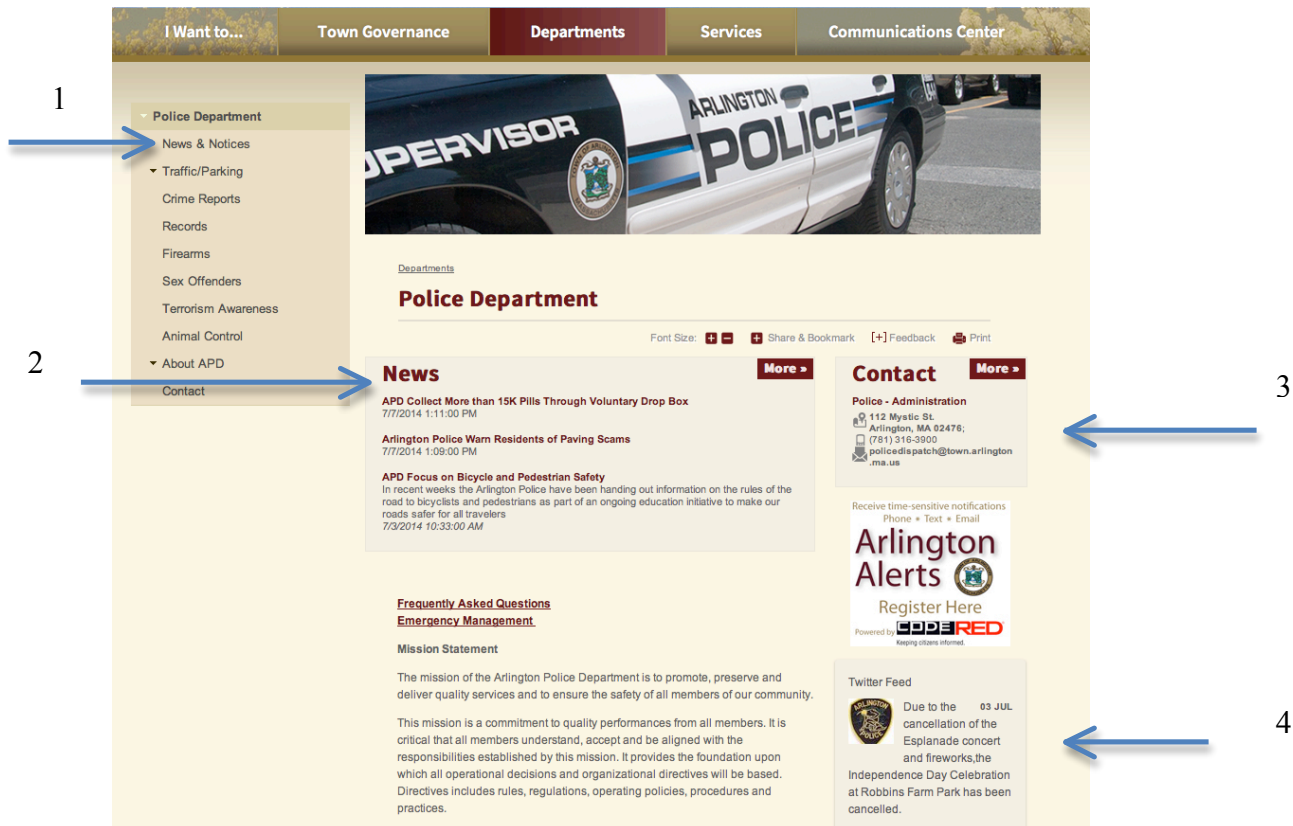 I Want to... Town Governance Departments Services Communications Center
1
Police Department
News & Notices
Traffic/Parking
Crime Reports
Records
Firearms
Sex Offenders
Terrorism Awareness
Animal Control
About APD
Contact
2
UPERVISOR
ARLINGTON
POLICE
Departments
Police Department
Font Size: Share & Bookmark [+] Feedback Print
News More »
APD Collect More than 15K Pills Through Voluntary Drop Box
7/7/2014 1:11:00 PM
Arlington Police Warn Residents of Paving Scams
7/7/2014 1:09:00 PM
APD Focus on Bicycle and Pedestrian Safety
In recent weeks the Arlington Police have been handing out information on the rules of the
road to bicyclists and pedestrians as part of an ongoing education initiative to make our
roads safer for all travelers
7/3/2014 10:33:00 AM
Frequently Asked Questions
Emergency Management
Mission Statement
The mission of the Arlington Police Department is to promote, preserve and
deliver quality services and to ensure the safety of all members of our community.
This mission is a commitment to quality performances from all members. It is
critical that all members understand, accept and be aligned with the
responsibilities established by this mission. It provides the foundation upon
which all operational decisions and organizational directives will be based.
Directives includes rules, regulations, operating policies, procedures and
practices.
Contact More »
Police - Administration
112 Mystic St.
Arlington, MA 02476;
(781) 316-3900
policedispatch@town.arlington
.ma.us
3
Receive time-sensitive notifications
Phone * Text * Email
Arlington
Alerts
Register Here
Powered by CODE RED
Keeping citizens informed.
Twitter Feed
ARLINGTON
POLICE
Due to the 03 JUL
cancellation of the
Esplanade concert
and fireworks,the
Independence Day Celebration
at Robbins Farm Park has been
cancelled.
4